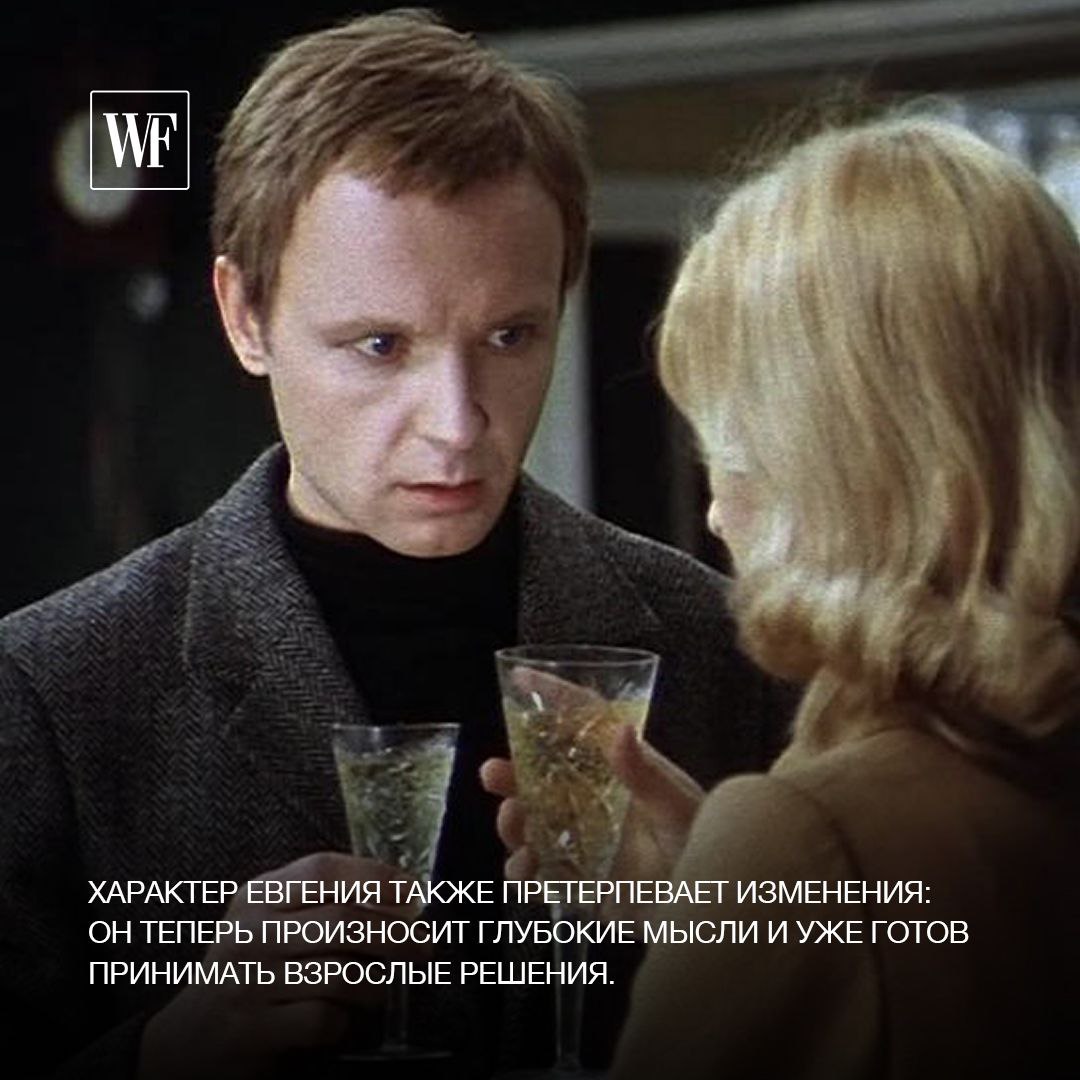 WF
ХАРАКТЕР ЕВГЕНИЯ ТАКЖЕ ПРЕТЕРПЕВАЕТ ИЗМЕНЕНИЯ:
ОН ТЕПЕРЬ ПРОИЗНОСИТ ГЛУБОКИЕ МЫСЛИ И УЖЕ ГОТОВ
ПРИНИМАТЬ ВЗРОСЛЫЕ РЕШЕНИЯ.